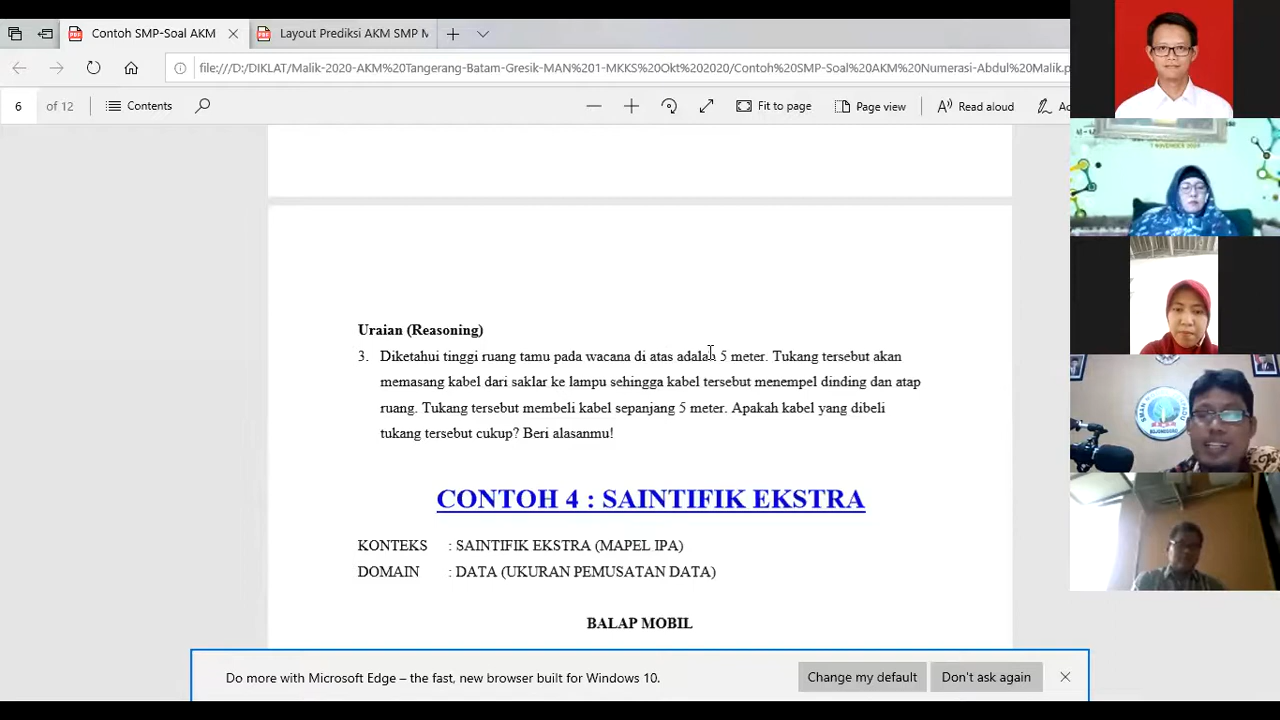 Contoh SMP-Soal AKM
Layout Prediksi AKM SMP M
file:///D:/DIKLAT/Malik-2020-AKM%20Tangerang-Batam-Gresik-MAN%201-MKKS%20Okt%202020/Contoh%20SMP-Soal%20AKM%20Numerasi-Abdul%20Malik.p
6 of 12 Contents Fit to page Page view Read aloud
Uraian (Reasoning)
3. Diketahui tinggi ruang tamu pada wacana di atas adalah 5 meter. Tukang tersebut akan
memasang kabel dari saklar ke lampu sehingga kabel tersebut menempel dinding dan atap
ruang. Tukang tersebut membeli kabel sepanjang 5 meter. Apakah kabel yang dibeli
tukang tersebut cukup? Beri alasanmu!
CONTOH 4 : SAINTIFIK EKSTRA
KONTEKS : SAINTIFIK EKSTRA (MAPEL IPA)
DOMAIN : DATA (UKURAN PEMUSATAN DATA)
BALAP MOBIL
Do more with Microsoft Edge – the fast, new browser built for Windows 10.
Change my default
Don't ask again
BOJONEGORO